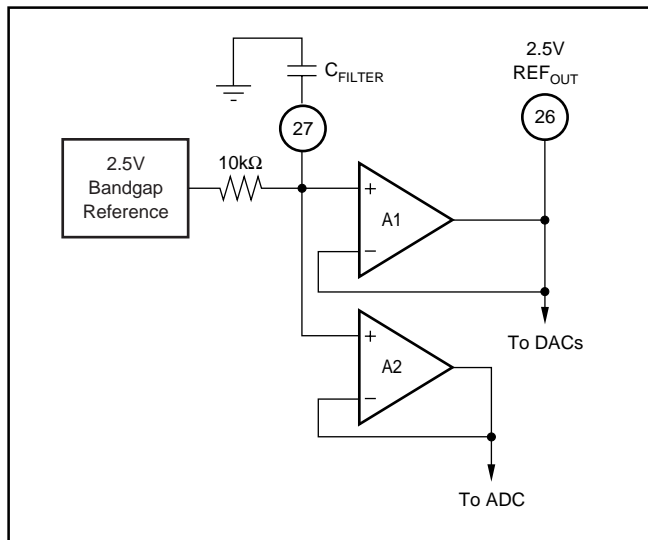 C_FILTER
2.5V
REF_OUT
27
26
2.5V
Bandgap
Reference
10kΩ
+
A1
−
To DACs
+
A2
−
To ADC